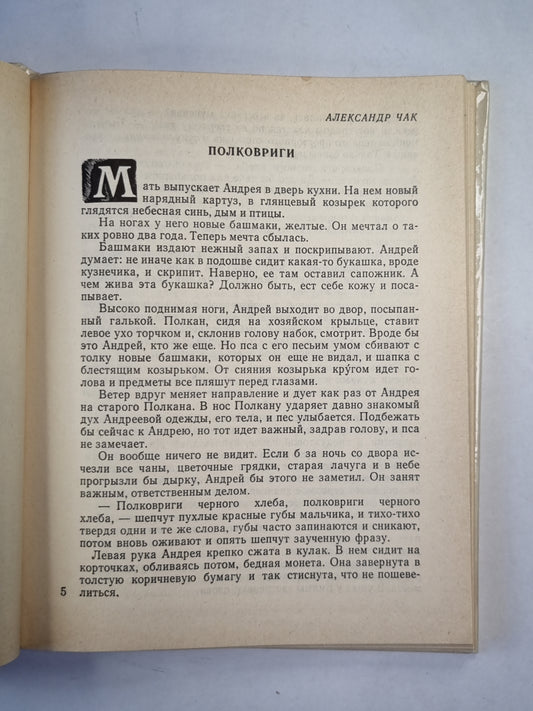 АЛЕКСАНДР ЧАК
ПОЛКОВРИГИ
Мать выпускает Андрея в дверь кухни. На нем новый
нарядный картуз, в глянцевый козырек которого
глядятся небесная синь, дым и птицы.
На ногах у него новые башмаки, желтые. Он мечтал о та-
ких ровно два года. Теперь мечта сбылась.
Башмаки издают нежный запах и поскрипывают. Андрей
думает: не иначе как в подошве сидит какая-то букашка, вроде
кузнечика, и скрипит. Наверно, ее там оставил сапожник. А
чем жива эта букашка? Должно быть, ест себе кожу и поса-
пывает.
Высоко поднимая ноги, Андрей выходит во двор, посыпан-
ный галькой. Полкан, сидя на хозяйском крыльце, ставит
левое ухо торчком и, склонив голову набок, смотрит. Вроде бы
это Андрей, кто же еще. Но пса с его песьим умом сбивают с
толку новые башмаки, которых он еще не видал, и шапка с
блестящим козырьком. От сияния козырька кру́гом идет го-
лова и предметы все пляшут перед глазами.
Ветер вдруг меняет направление и дует как раз от Андрея
на старого Полкана. В нос Полкану ударяет давно знакомый
дух Андреевой одежды, его тела, и пес улыбается. Подбежать
бы сейчас к Андрею, но тот идет важный, задрав голову, и пса
не замечает.
Он вообще ничего не видит. Если б за ночь со двора ис-
чезли все чаны, цветочные грядки, старая лачуга и в небе
прогрызли бы дырку, Андрей бы этого не заметил. Он занят
важным, ответственным делом.
— Полковриги черного хлеба, полковриги черного
хлеба, — шепчут пухлые красные губы мальчика, и тихо-тихо
твердя одни и те же слова, губы часто запинаются и сникают,
потом вновь оживают и опять шепчут заученную фразу.
Левая рука Андрея крепко сжата в кулак. В нем сидит на
корточках, обливаясь потом, бедная монета. Она завернута в
толстую коричневую бумагу и так стиснута, что не пошеве-
5 литься.